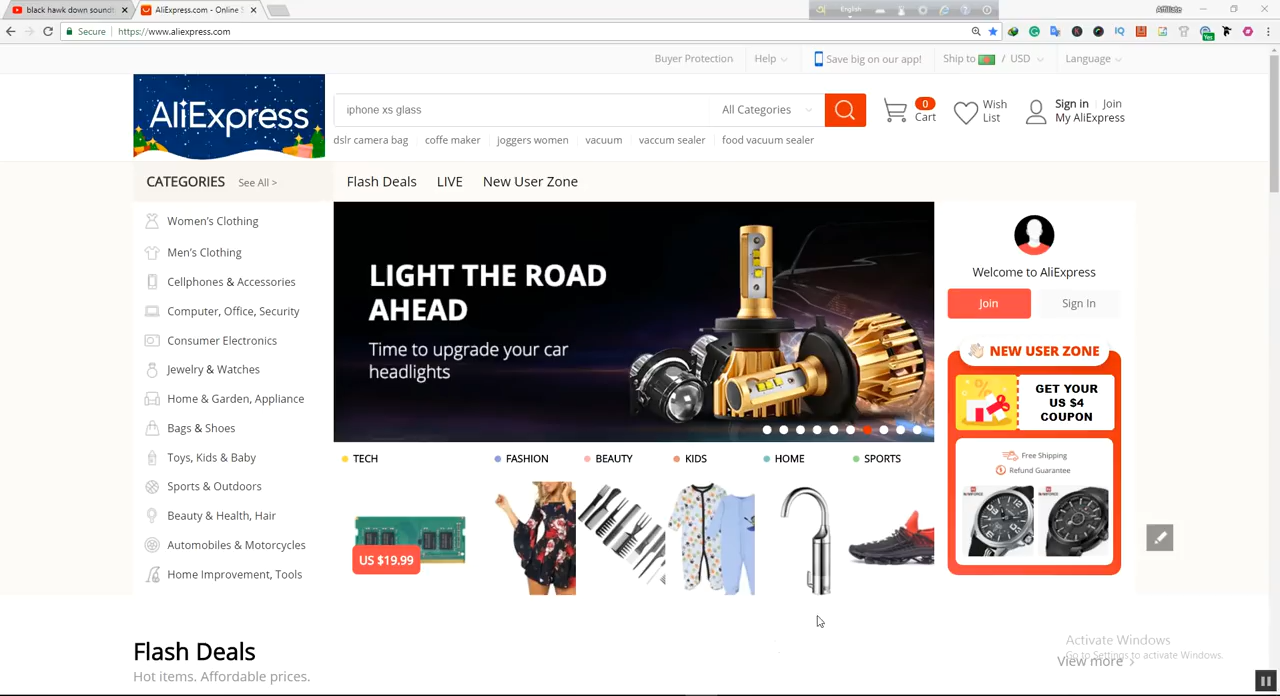 black hawk down soundt
AliExpress.com - Online S
Affiliate
English
Secure
https://www.aliexpress.com
Buyer Protection
Help
Save big on our app!
Ship to / USD
Language
AliExpress
iphone xs glass
All Categories
0
Cart
Wish
List
Sign in
Join
My AliExpress
dslr camera bag
coffe maker
joggers women
vacuum
vaccum sealer
food vacuum sealer
CATEGORIES
See All >
Flash Deals
LIVE
New User Zone
Women's Clothing
Men's Clothing
Cellphones & Accessories
Computer, Office, Security
Consumer Electronics
Jewelry & Watches
Home & Garden, Appliance
Bags & Shoes
Toys, Kids & Baby
Sports & Outdoors
Beauty & Health, Hair
Automobiles & Motorcycles
Home Improvement, Tools
LIGHT THE ROAD
AHEAD
Time to upgrade your car
headlights
Welcome to AliExpress
Join
Sign In
NEW USER ZONE
GET YOUR
US $4
COUPON
Free Shipping
Refund Guarantee
TECH
FASHION
BEAUTY
KIDS
HOME
SPORTS
US $19.99
Flash Deals
Hot items. Affordable prices.
View more >
Activate Windows
Go to Settings to activate Windows.